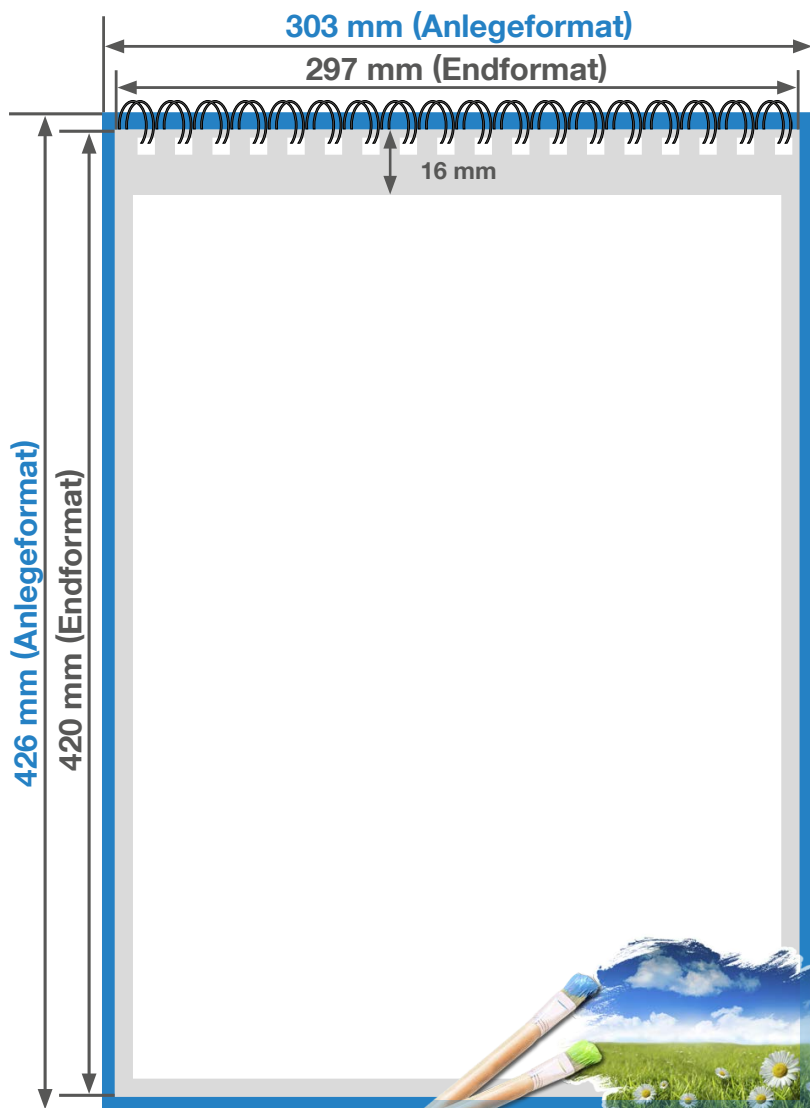 303 mm (Anlegeformat)
297 mm (Endformat)
16 mm
426 mm (Anlegeformat)
420 mm (Endformat)